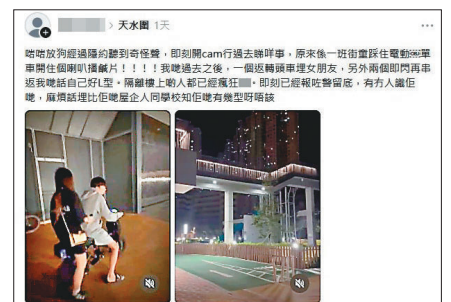 天水圍 1天
啱啱放狗經過隱約聽到奇怪聲，即刻開cam行過去睇咩事，原來係一班街童踩住電動單
車開住個喇叭播鹹片！！！！我哋過去之後，一個返轉頭車埋女朋友，另外兩個即閃再串
返我哋話自己好L型。隔離樓上啲人都已經瘋狂。即刻已經報咗警留底，有冇人識佢
哋，麻煩話埋比佢哋屋企人同學校知佢哋有幾型呀唔該